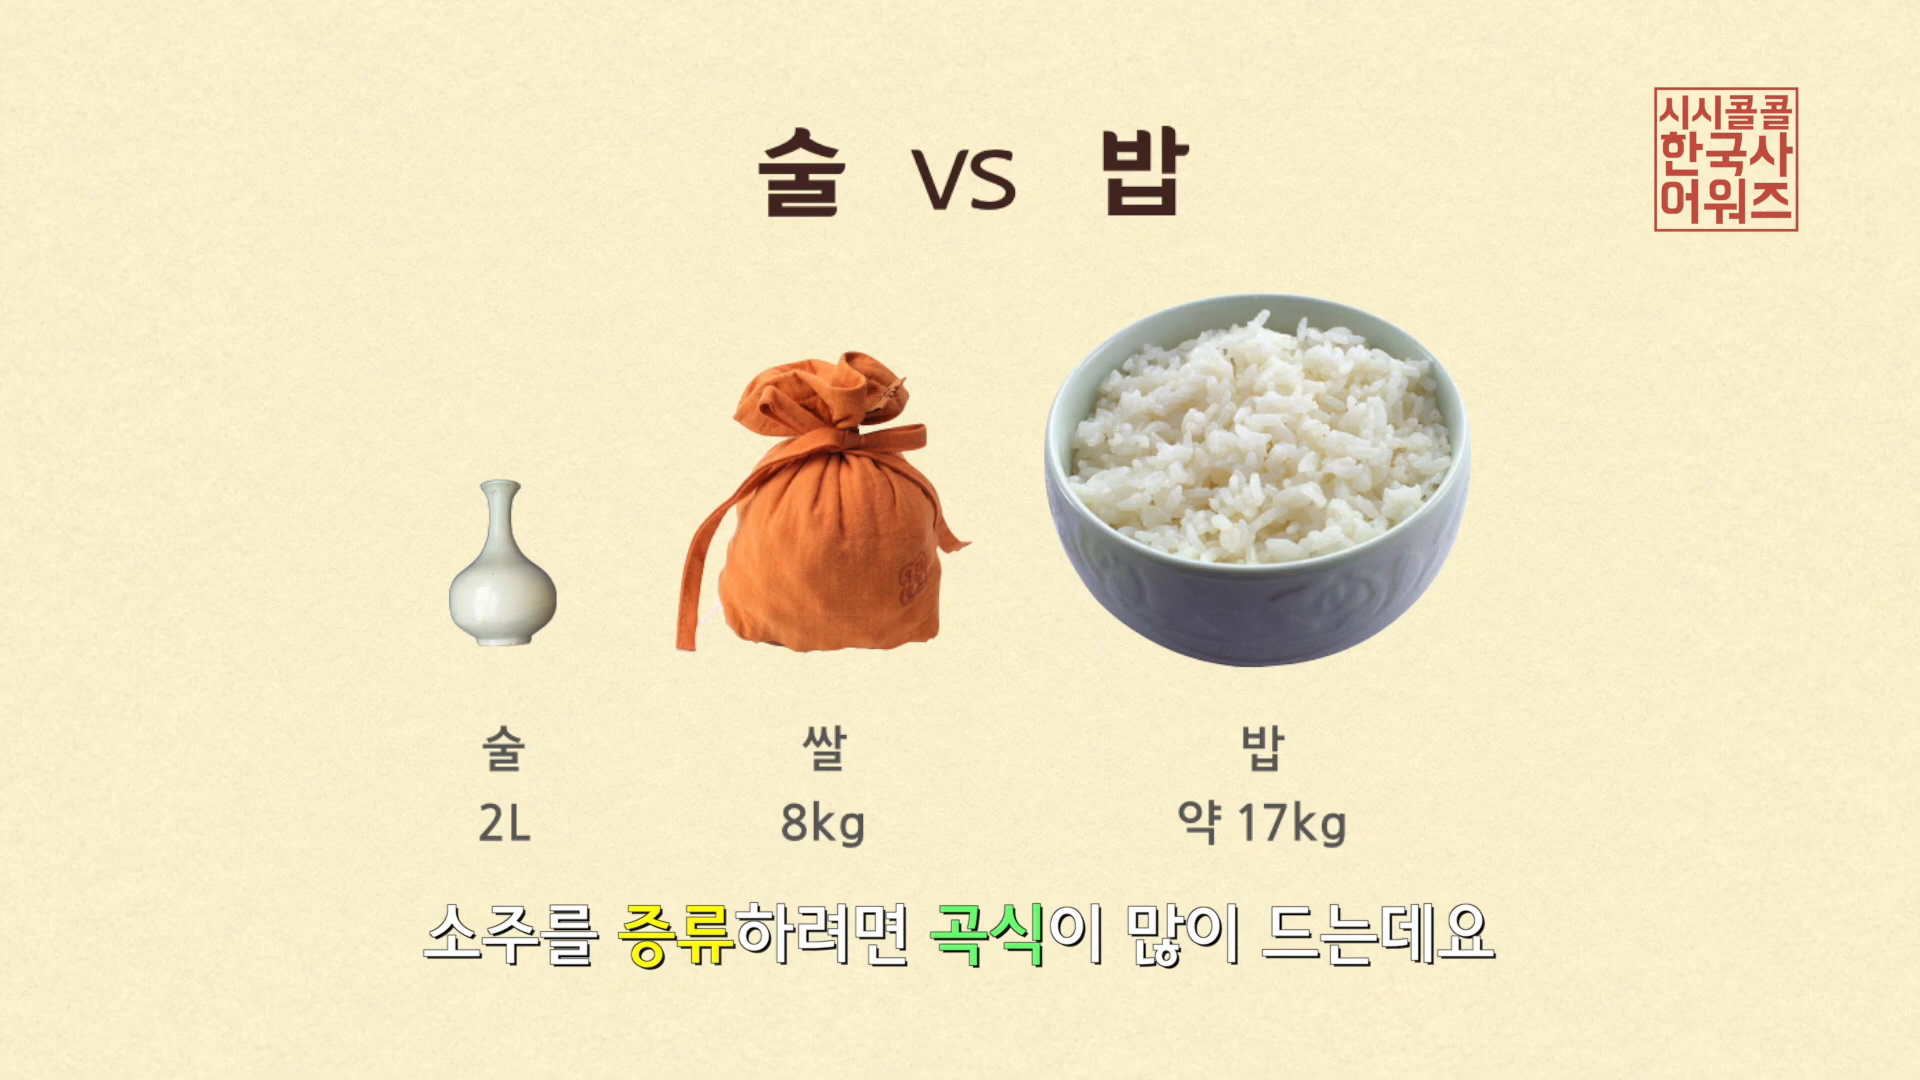 술 VS 밥
시시콜콜
한국사
어워즈
술
쌀
밥
2L
8kg
약 17kg
소주를 증류하려면 곡식이 많이 드는데요